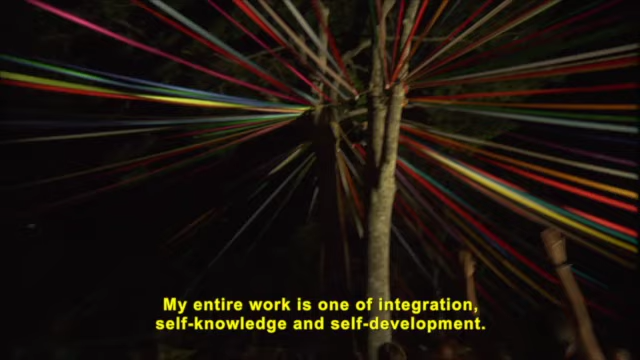 My entire work is one of integration,
self-knowledge and self-development.